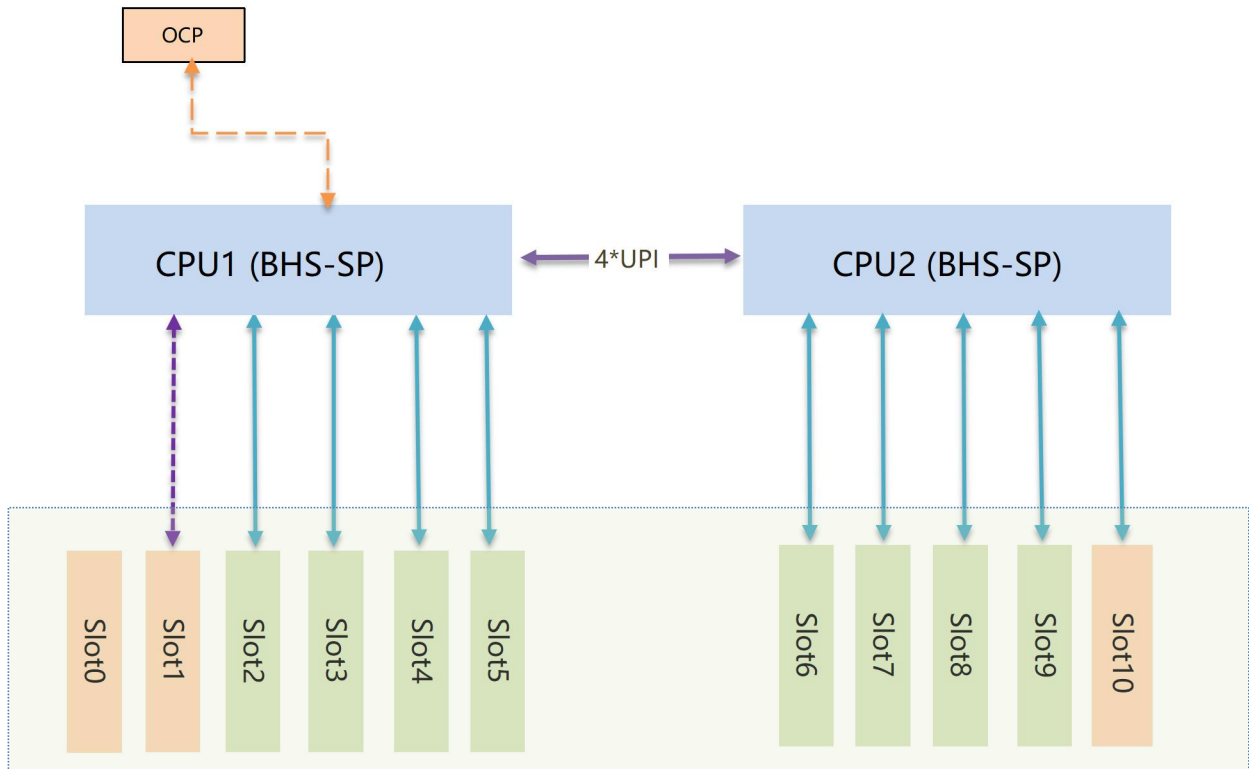 OCP
CPU1 (BHS-SP)
4*UPI
CPU2 (BHS-SP)
Slot0
Slot1
Slot2
Slot3
Slot4
Slot5
Slot6
Slot7
Slot8
Slot9
Slot10